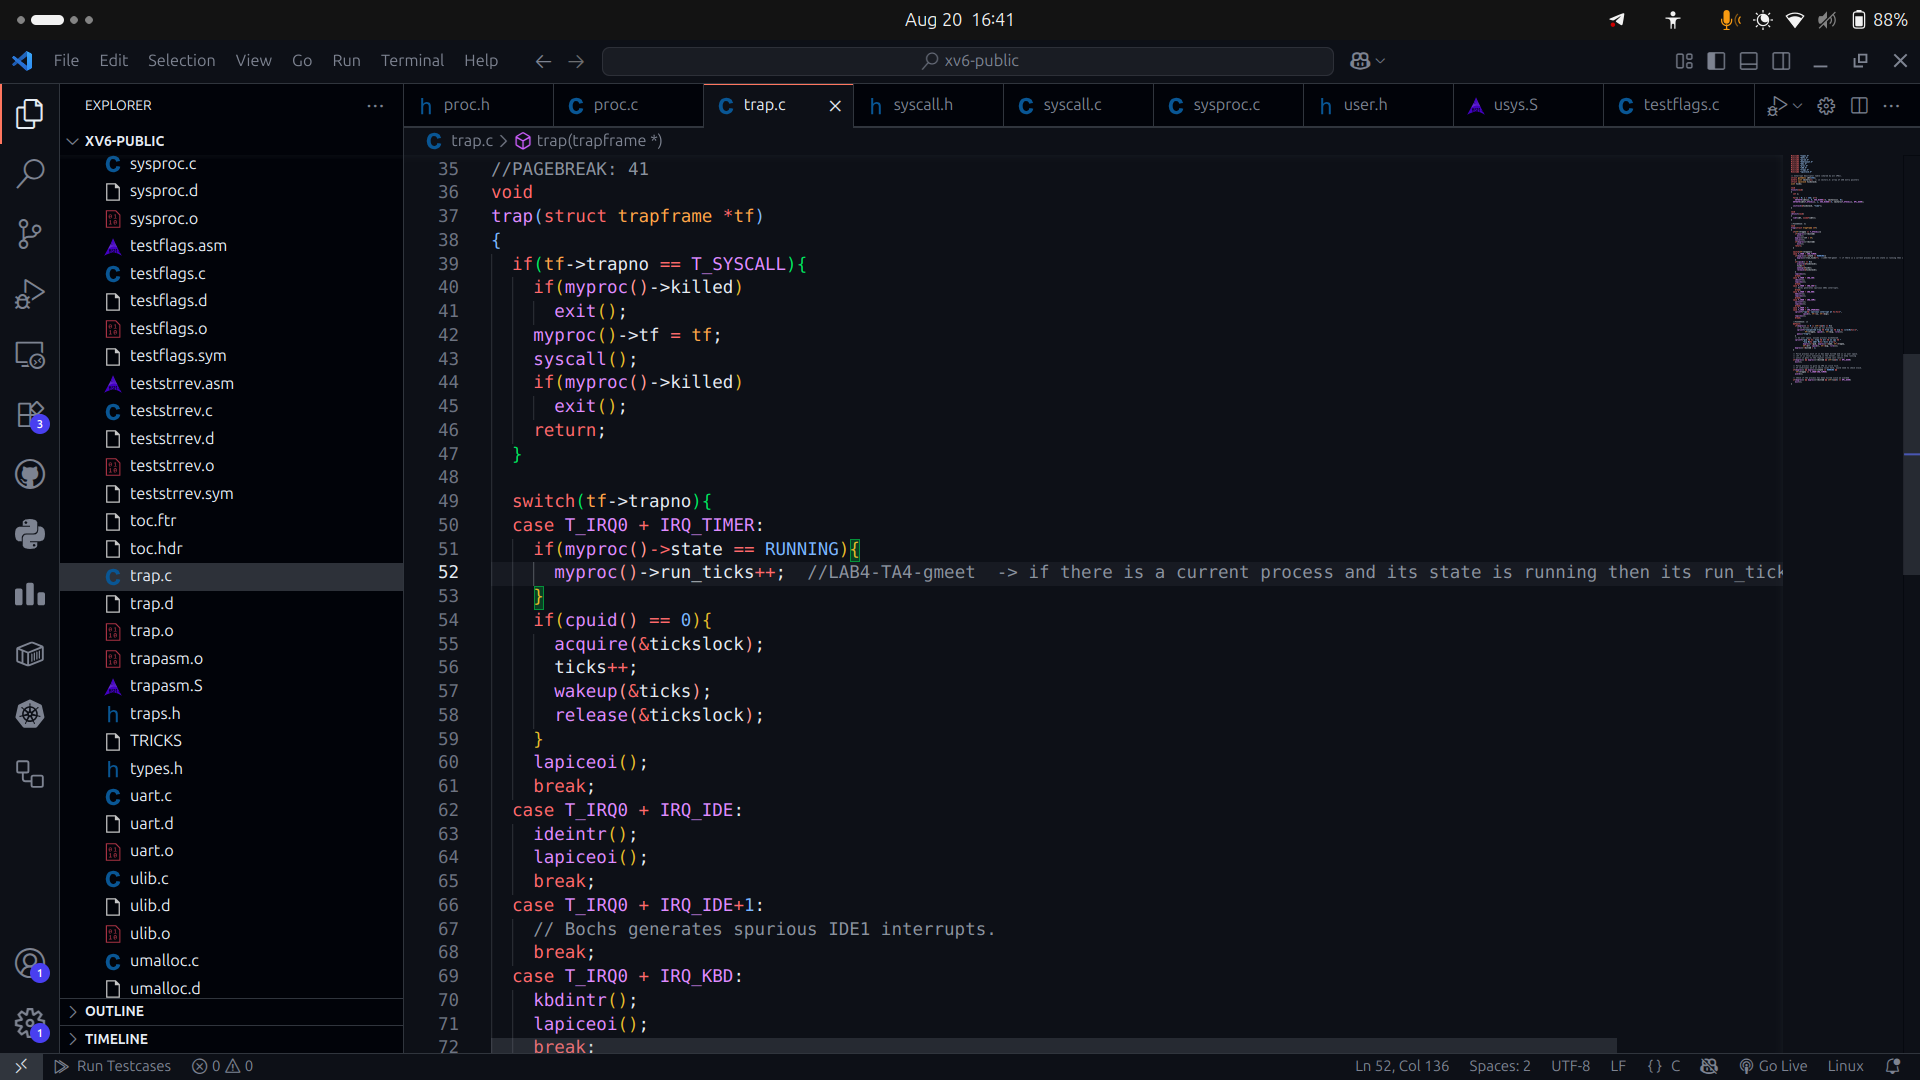 Aug 20 16:41
88%
File Edit Selection View Go Run Terminal Help
xv6-public
EXPLORER
proc.h
proc.c
trap.c
syscall.h
syscall.c
sysproc.c
user.h
usys.S
testflags.c
XV6-PUBLIC
trap.c > trap(trapframe *)
sysproc.c
sysproc.d
sysproc.o
testflags.asm
testflags.c
testflags.d
testflags.o
testflags.sym
teststrrev.asm
teststrrev.c
teststrrev.d
teststrrev.o
teststrrev.sym
toc.ftr
toc.hdr
trap.c
trap.d
trap.o
trapasm.o
trapasm.S
traps.h
TRICKS
types.h
uart.c
uart.d
uart.o
ulib.c
ulib.d
ulib.o
umalloc.c
umalloc.d
OUTLINE
TIMELINE
3
1
1
35 //PAGEBREAK: 41
36 void
37 trap(struct trapframe *tf)
38 {
39 if(tf->trapno == T_SYSCALL){
40 if(myproc()->killed)
41 exit();
42 myproc()->tf = tf;
43 syscall();
44 if(myproc()->killed)
45 exit();
46 return;
47 }
48
49 switch(tf->trapno){
50 case T_IRQ0 + IRQ_TIMER:
51 if(myproc()->state == RUNNING){
52 myproc()->run_ticks++; //LAB4-TA4-gmeet -> if there is a current process and its state is running then its run_tick
53 }
54 if(cpuid() == 0){
55 acquire(&tickslock);
56 ticks++;
57 wakeup(&ticks);
58 release(&tickslock);
59 }
60 lapiceoi();
61 break;
62 case T_IRQ0 + IRQ_IDE:
63 ideintr();
64 lapiceoi();
65 break;
66 case T_IRQ0 + IRQ_IDE+1:
67 // Bochs generates spurious IDE1 interrupts.
68 break;
69 case T_IRQ0 + IRQ_KBD:
70 kbdintr();
71 lapiceoi();
72 break;
Run Testcases
0 0
Ln 52, Col 136
Spaces: 2
UTF-8
LF
{ } C
Go Live
Linux